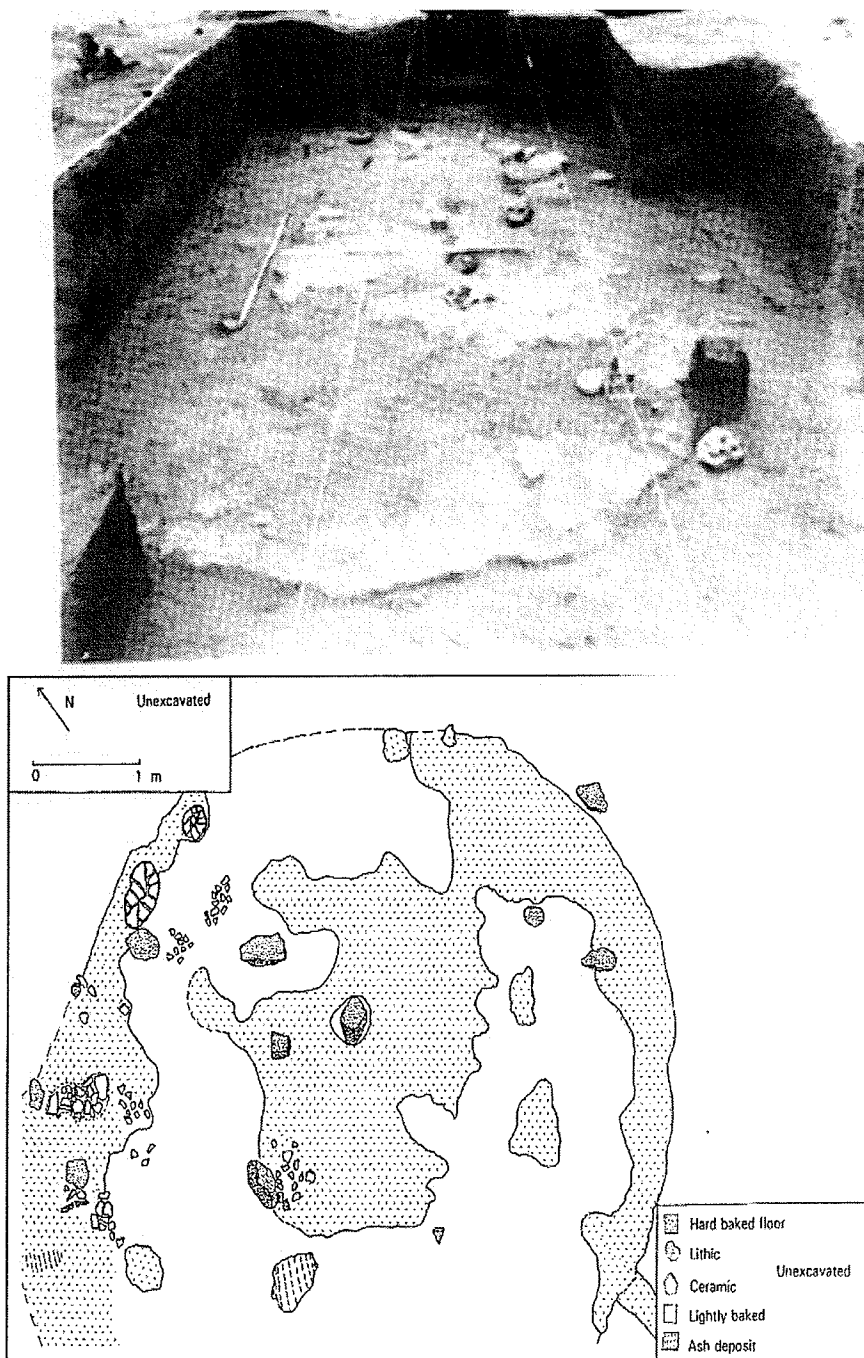 N Unexcavated
0 1 m
Hard baked floor
Lithic
Unexcavated
Ceramic
Lightly baked
Ash deposit